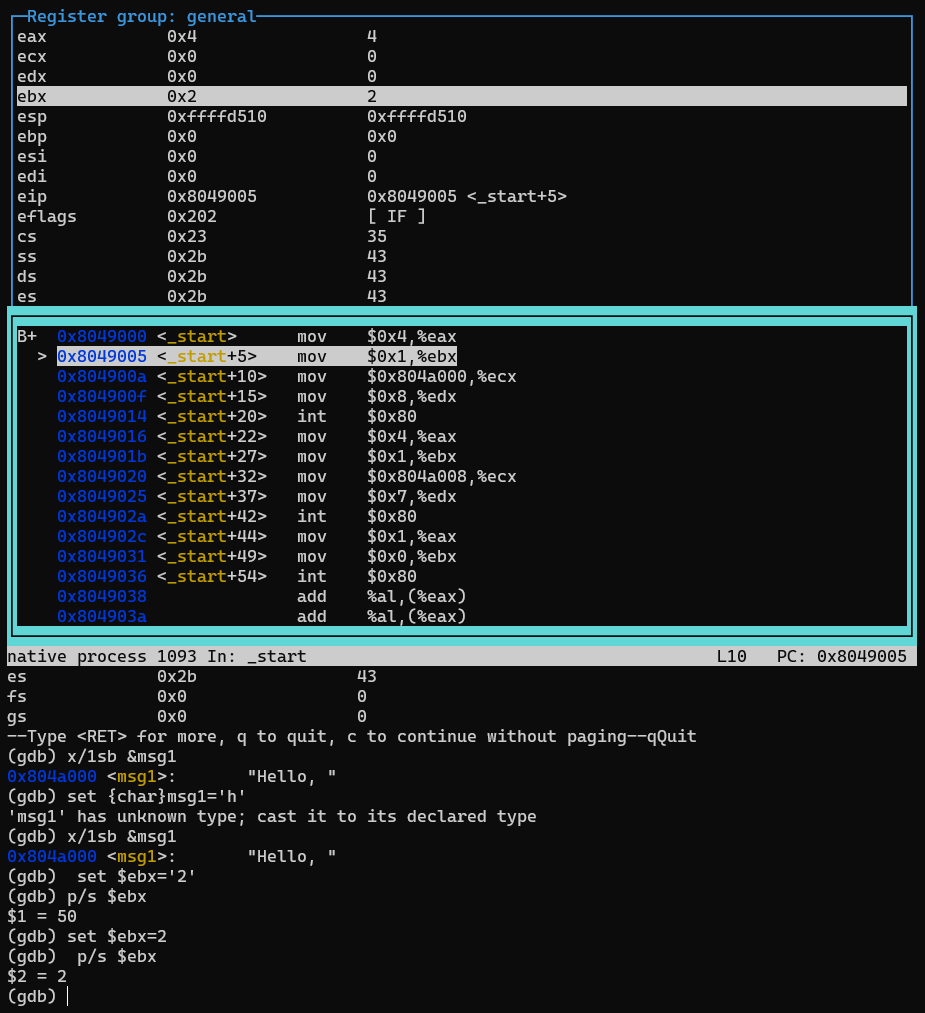 Register group: general
eax 0x4 4
ecx 0x0 0
edx 0x0 0
ebx 0x2 2
esp 0xffffd510 0xffffd510
ebp 0x0 0x0
esi 0x0 0
edi 0x0 0
eip 0x8049005 0x8049005 <_start+5>
eflags 0x202 [ IF ]
cs 0x23 35
ss 0x2b 43
ds 0x2b 43
es 0x2b 43
B+ 0x8049000 <_start> mov $0x4,%eax
> 0x8049005 <_start+5> mov $0x1,%ebx
0x804900a <_start+10> mov $0x804a000,%ecx
0x804900f <_start+15> mov $0x8,%edx
0x8049014 <_start+20> int $0x80
0x8049016 <_start+22> mov $0x4,%eax
0x804901b <_start+27> mov $0x1,%ebx
0x8049020 <_start+32> mov $0x804a008,%ecx
0x8049025 <_start+37> mov $0x7,%edx
0x804902a <_start+42> int $0x80
0x804902c <_start+44> mov $0x1,%eax
0x8049031 <_start+49> mov $0x0,%ebx
0x8049036 <_start+54> int $0x80
0x8049038 add %al,(%eax)
0x804903a add %al,(%eax)
native process 1093 In: _start L10 PC: 0x8049005
es 0x2b 43
fs 0x0 0
gs 0x0 0
--Type <RET> for more, q to quit, c to continue without paging--qQuit
(gdb) x/1sb &msg1
0x804a000 <msg1>: "Hello, "
(gdb) set {char}msg1='h'
'msg1' has unknown type; cast it to its declared type
(gdb) x/1sb &msg1
0x804a000 <msg1>: "Hello, "
(gdb) set $ebx='2'
(gdb) p/s $ebx
$1 = 50
(gdb) set $ebx=2
(gdb) p/s $ebx
$2 = 2
(gdb)